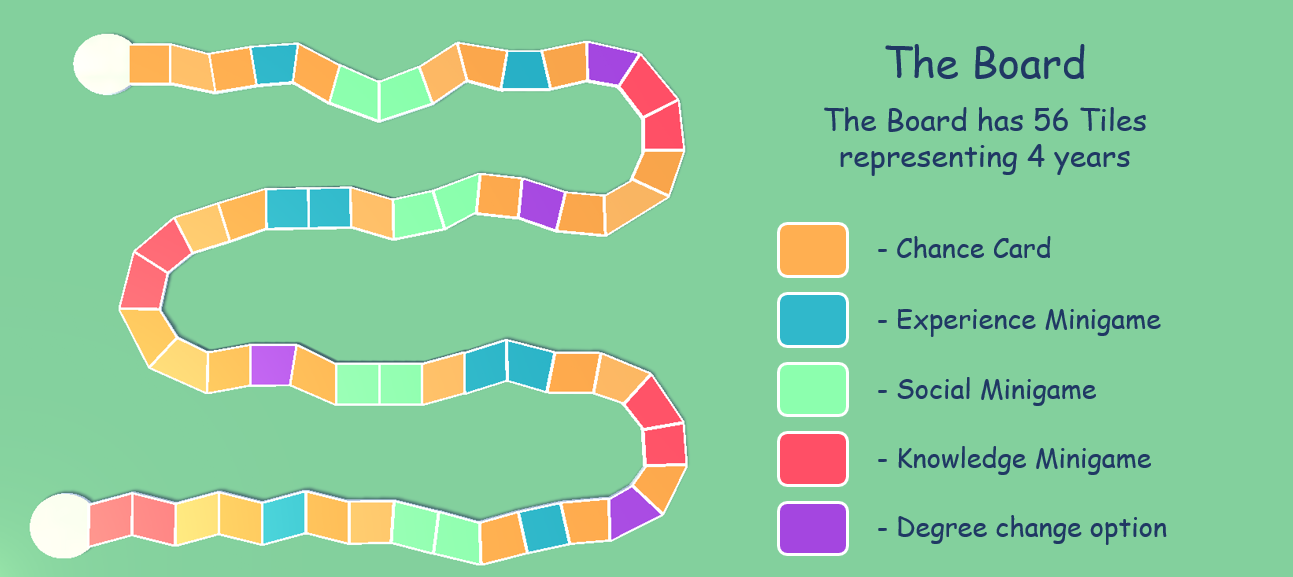 The Board
The Board has 56 Tiles
representing 4 years
- Chance Card
- Experience Minigame
- Social Minigame
- Knowledge Minigame
- Degree change option